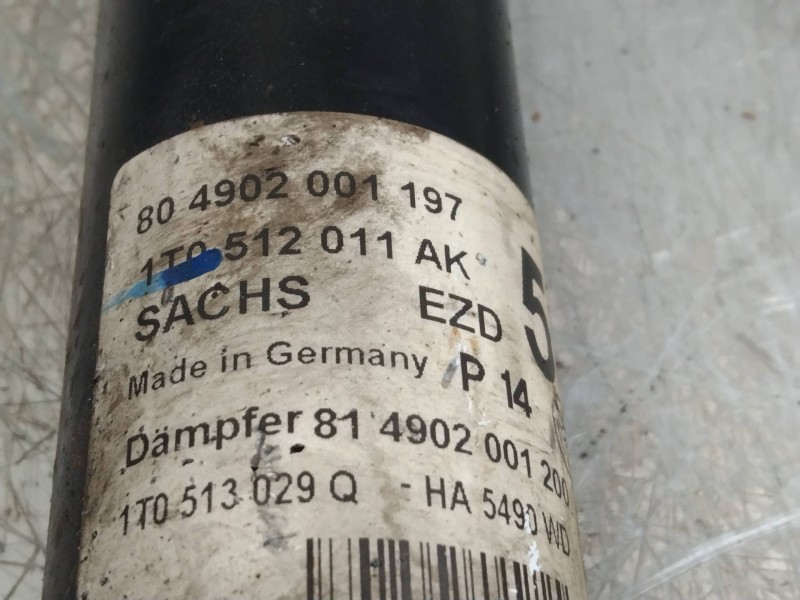 80 4902 001 197
1T0 512 011 AK
SACHS EZD 5
Made in Germany P 14
Dämpfer 81 4902 001 200
1T0 513 029 Q - HA 5490 WD